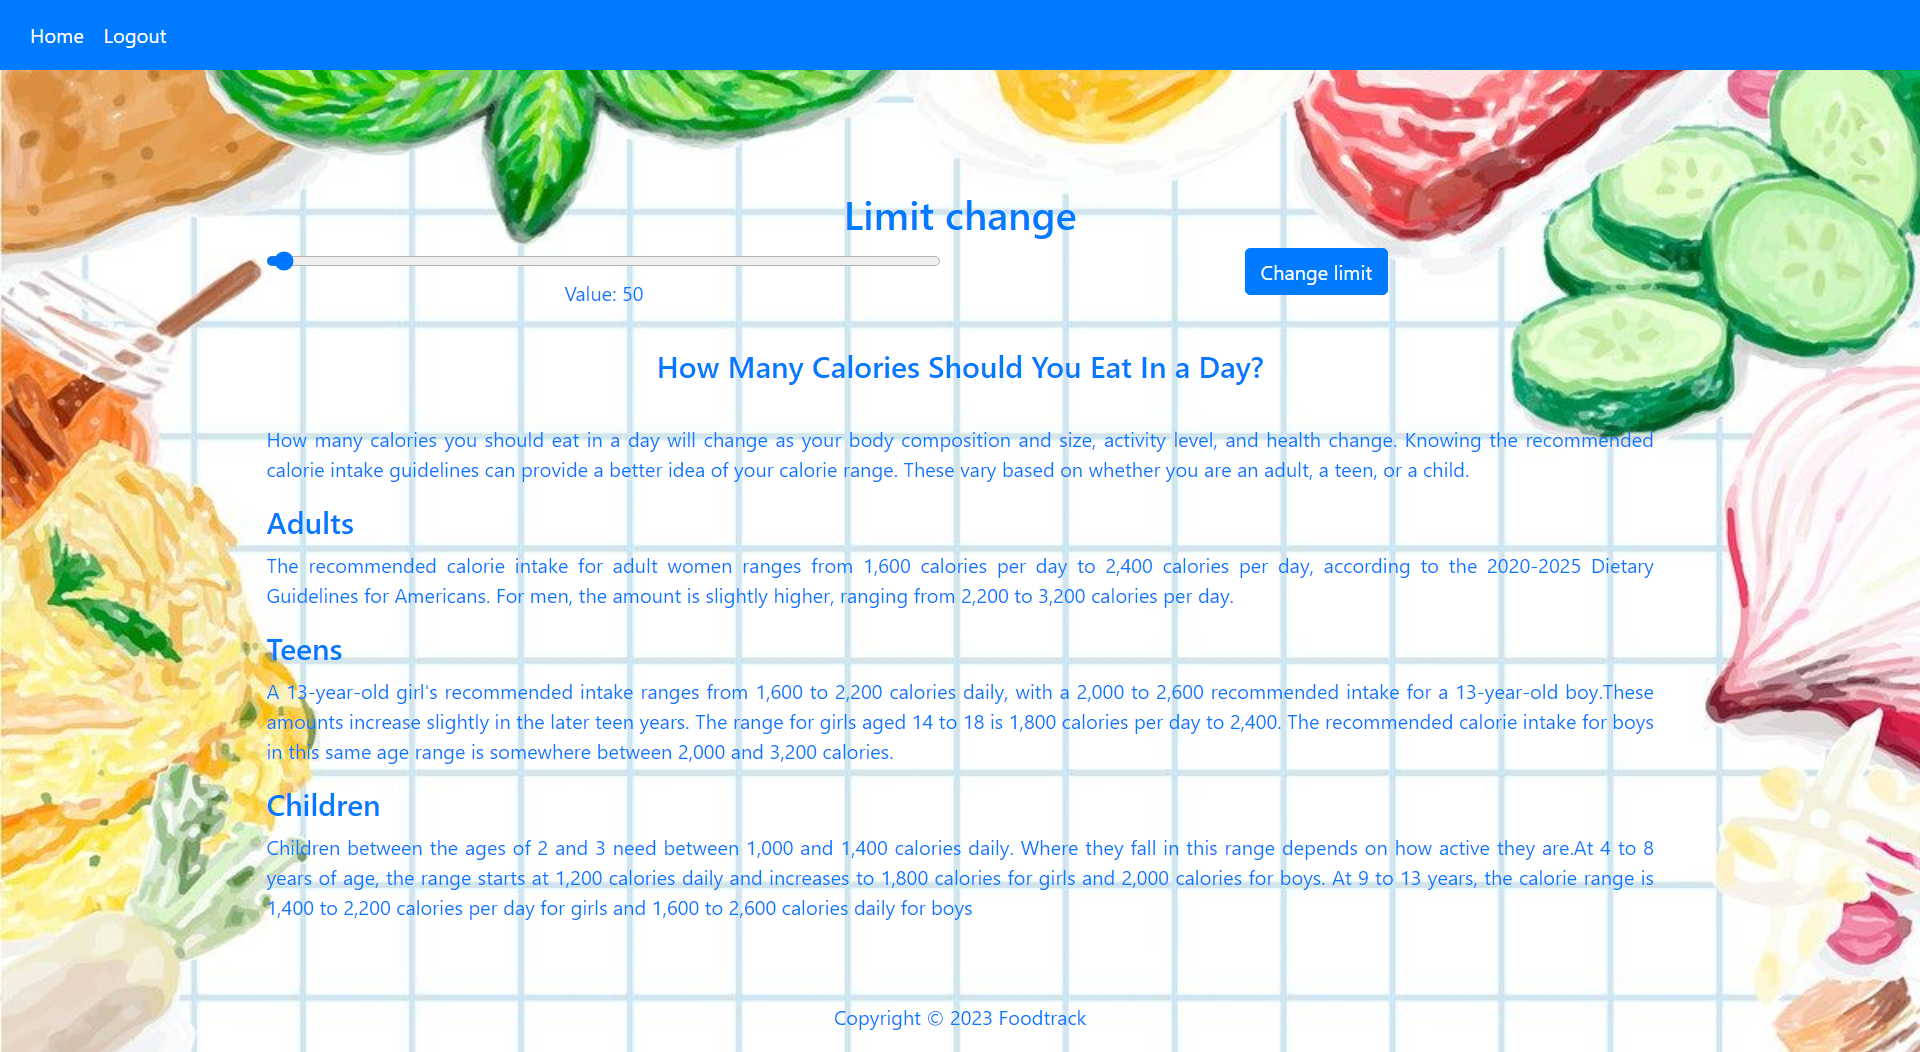 Home Logout
Limit change
Change limit
Value: 50
How Many Calories Should You Eat In a Day?
How many calories you should eat in a day will change as your body composition and size, activity level, and health change. Knowing the recommended
calorie intake guidelines can provide a better idea of your calorie range. These vary based on whether you are an adult, a teen, or a child.
Adults
The recommended calorie intake for adult women ranges from 1,600 calories per day to 2,400 calories per day, according to the 2020-2025 Dietary
Guidelines for Americans. For men, the amount is slightly higher, ranging from 2,200 to 3,200 calories per day.
Teens
A 13-year-old girl's recommended intake ranges from 1,600 to 2,200 calories daily, with a 2,000 to 2,600 recommended intake for a 13-year-old boy.These
amounts increase slightly in the later teen years. The range for girls aged 14 to 18 is 1,800 calories per day to 2,400. The recommended calorie intake for boys
in this same age range is somewhere between 2,000 and 3,200 calories.
Children
Children between the ages of 2 and 3 need between 1,000 and 1,400 calories daily. Where they fall in this range depends on how active they are.At 4 to 8
years of age, the range starts at 1,200 calories daily and increases to 1,800 calories for girls and 2,000 calories for boys. At 9 to 13 years, the calorie range is
1,400 to 2,200 calories per day for girls and 1,600 to 2,600 calories daily for boys
Copyright © 2023 Foodtrack